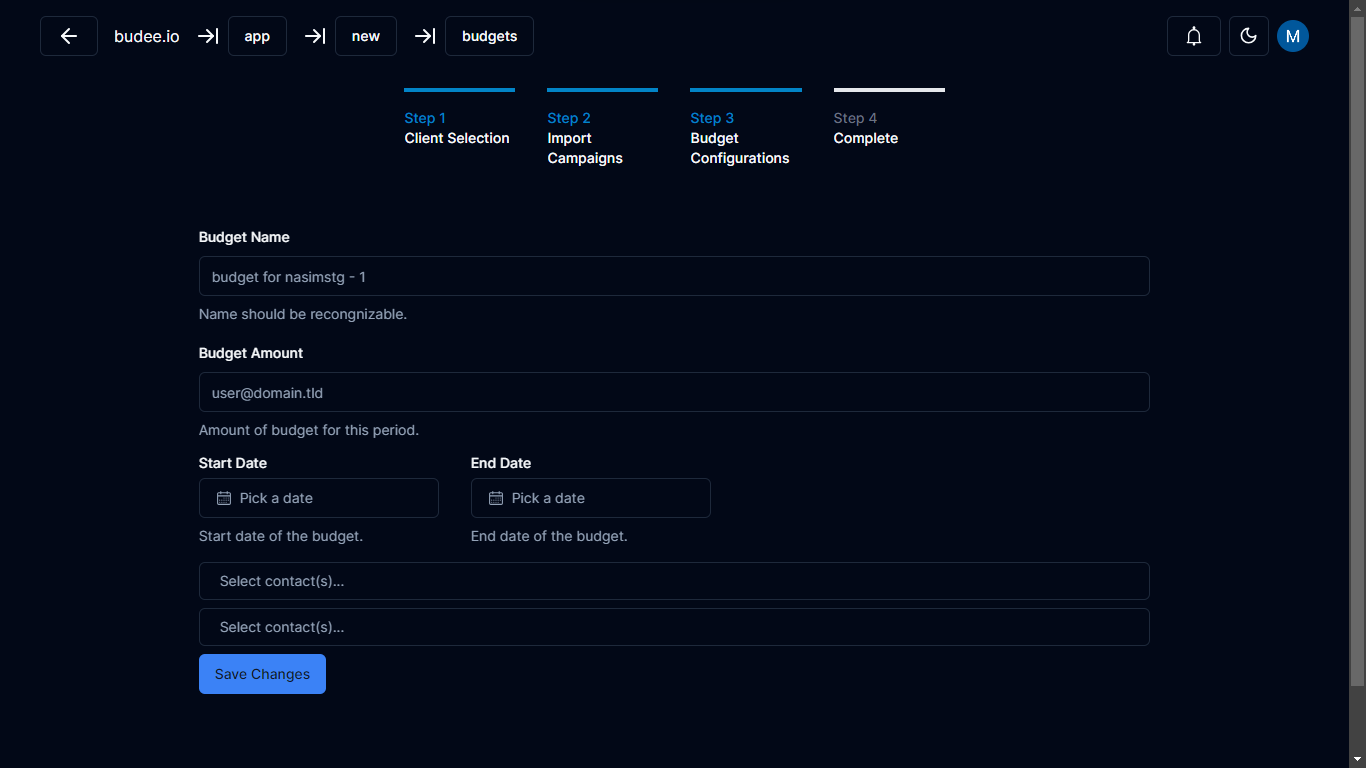 budee.io app new budgets M
Step 1 Step 2 Step 3 Step 4
Client Selection Import Budget Complete
Campaigns Configurations
Budget Name
budget for nasimstg - 1
Name should be recongnizable.
Budget Amount
user@domain.tld
Amount of budget for this period.
Start Date End Date
Pick a date Pick a date
Start date of the budget. End date of the budget.
Select contact(s)...
Select contact(s)...
Save Changes